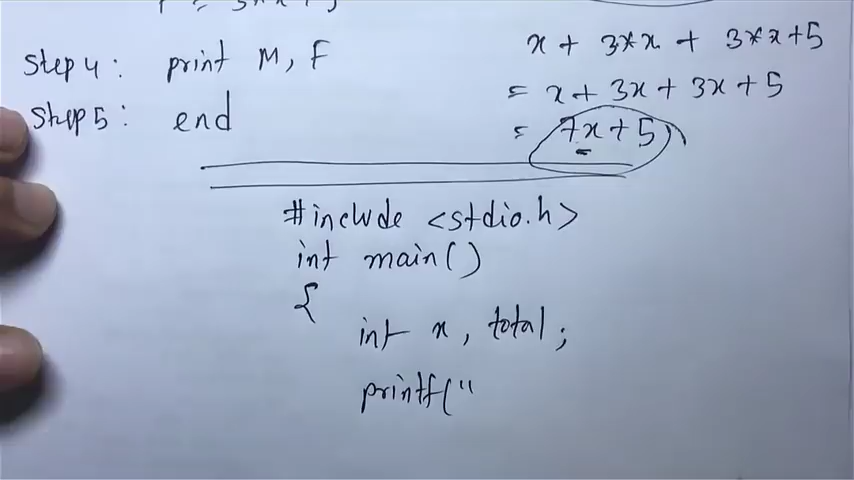 Step 4: print M, F
Step 5: end
x + 3*x + 3*x+5
= x + 3x + 3x + 5
= 7x + 5
#include <stdio.h>
int main()
{
int x, total;
printf("